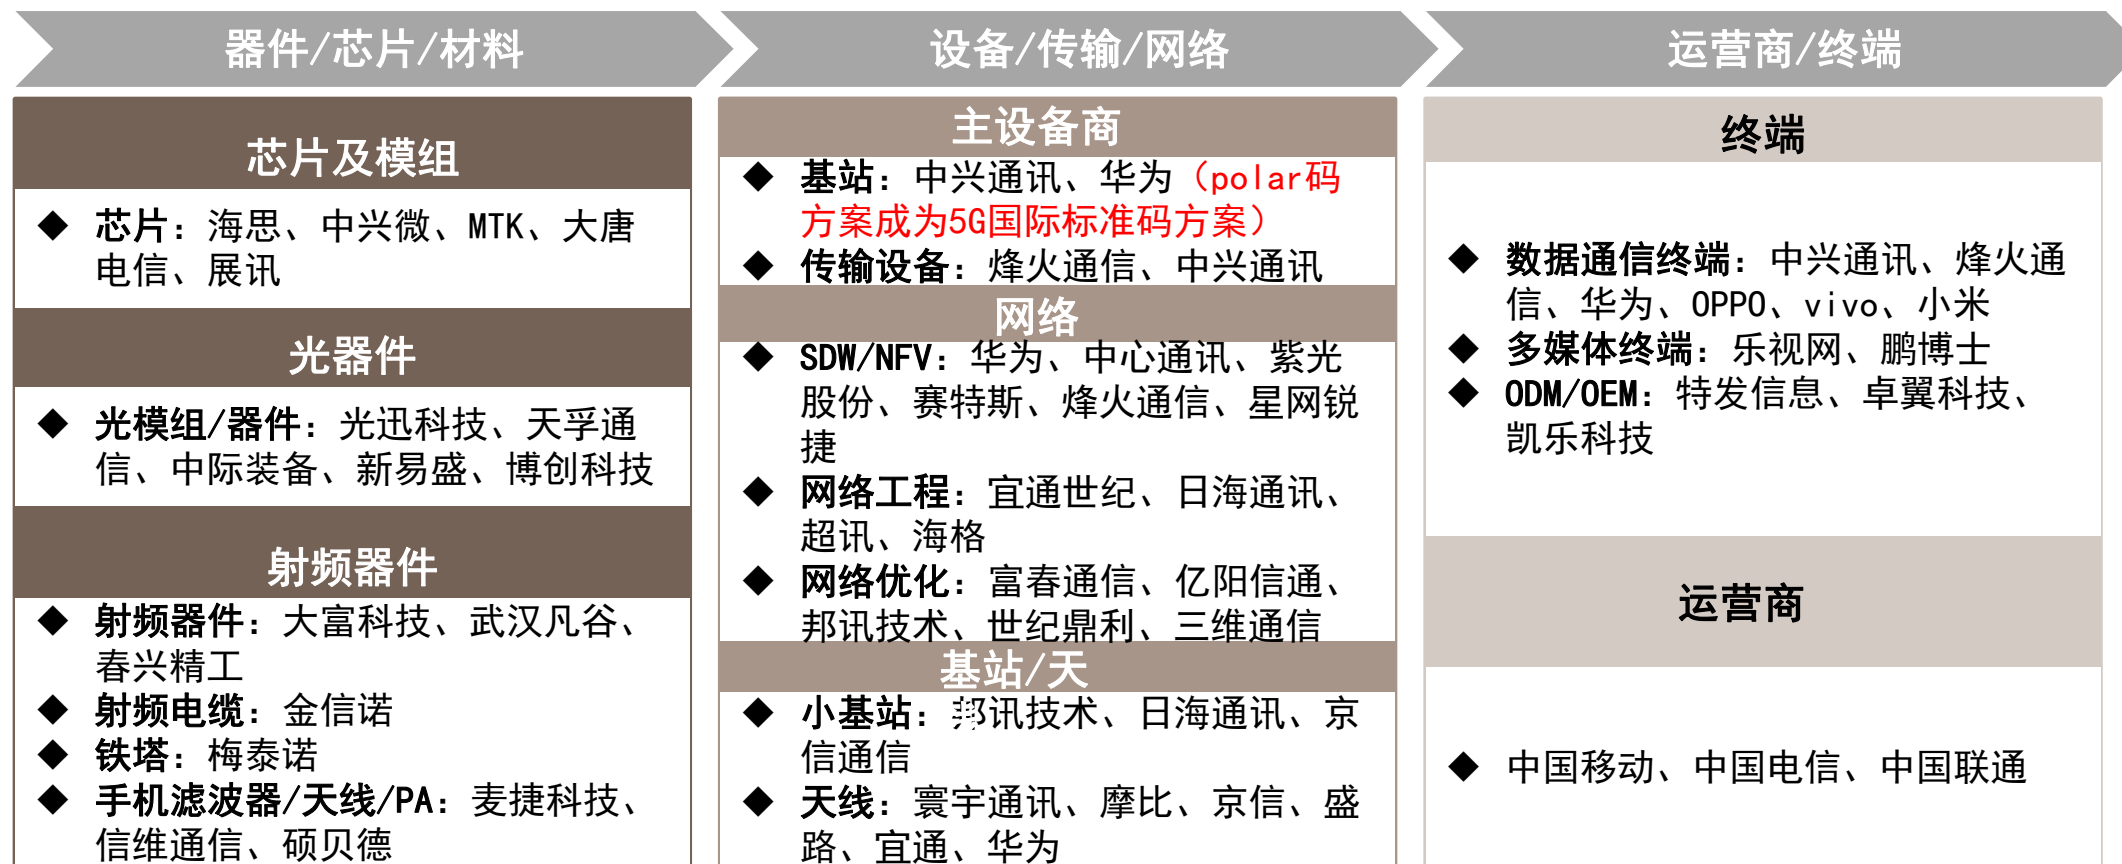 器件/芯片/材料
芯片及模组
◆ 芯片：海思、中兴微、MTK、大唐
电信、展讯
光器件
◆ 光模组/器件：光迅科技、天孚通
信、中际装备、新易盛、博创科技
射频器件
◆ 射频器件：大富科技、武汉凡谷、
春兴精工
◆ 射频电缆：金信诺
◆ 铁塔：梅泰诺
◆ 手机滤波器/天线/PA：麦捷科技、
信维通信、硕贝德
设备/传输/网络
主设备商
◆ 基站：中兴通讯、华为（polar码
方案成为5G国际标准码方案）
◆ 传输设备：烽火通信、中兴通讯
网络
◆ SDW/NFV：华为、中心通讯、紫光
股份、赛特斯、烽火通信、星网锐
捷
◆ 网络工程：宜通世纪、日海通讯、
超讯、海格
◆ 网络优化：富春通信、亿阳信通、
邦讯技术、世纪鼎利、三维通信
基站/天
◆ 小基站：邦讯技术、日海通讯、京
信通信
◆ 天线：寰宇通讯、摩比、京信、盛
路、宜通、华为
运营商/终端
终端
◆ 数据通信终端：中兴通讯、烽火通
信、华为、OPPO、vivo、小米
◆ 多媒体终端：乐视网、鹏博士
◆ ODM/OEM：特发信息、卓翼科技、
凯乐科技
运营商
◆ 中国移动、中国电信、中国联通